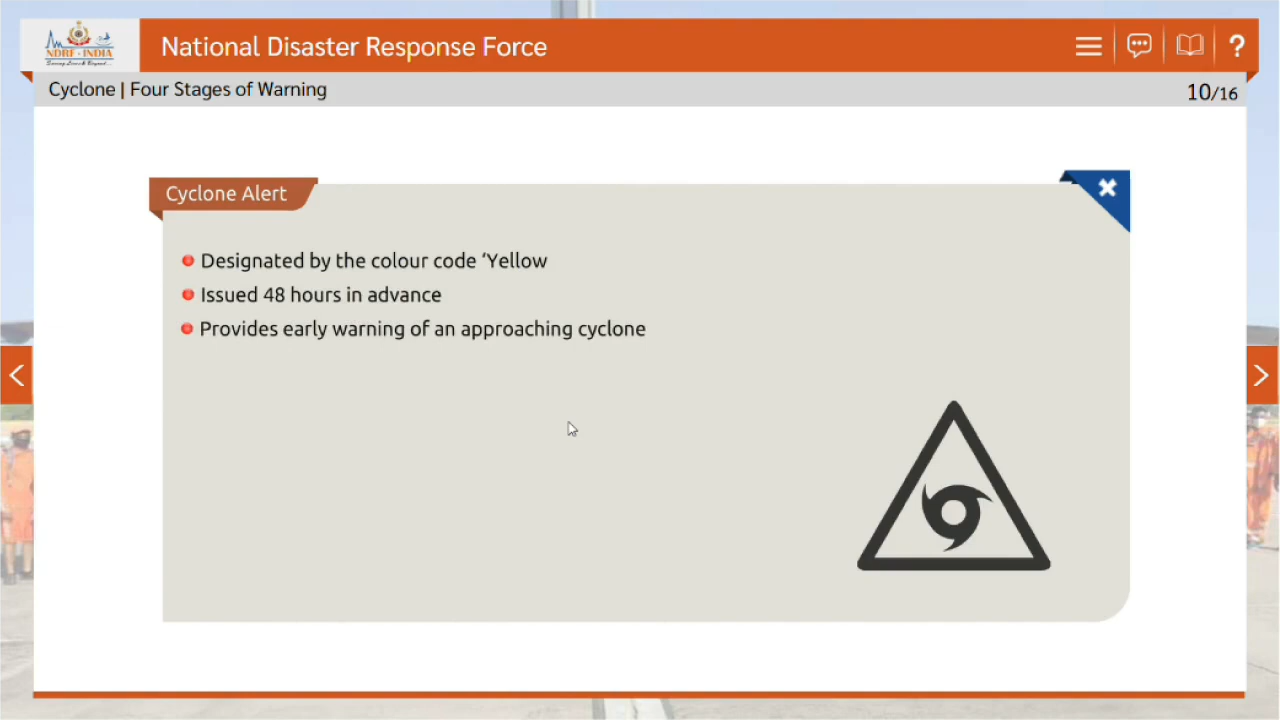 NDRF - INDIA
National Disaster Response Force
?
Cyclone | Four Stages of Warning
10/16
Cyclone Alert
Designated by the colour code ‘Yellow
Issued 48 hours in advance
Provides early warning of an approaching cyclone